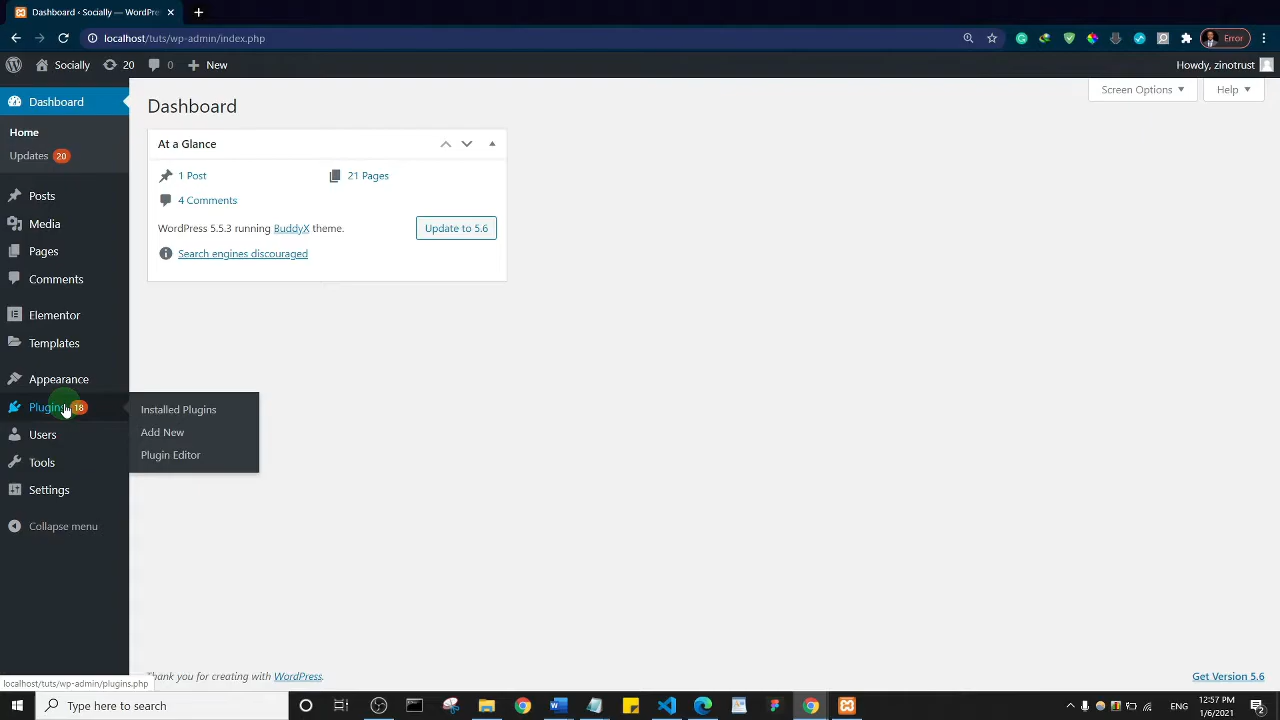 Dashboard ‹ Socially — WordPre
localhost/tuts/wp-admin/index.php
Error
Socially
20
0
New
Howdy, zinotrust
Dashboard
Home
Updates 20
Posts
Media
Pages
Comments
Elementor
Templates
Appearance
Plugins 18
Users
Tools
Settings
Collapse menu
Installed Plugins
Add New
Plugin Editor
Screen Options
Help
Dashboard
At a Glance
1 Post
21 Pages
4 Comments
WordPress 5.5.3 running BuddyX theme.
Update to 5.6
Search engines discouraged
Thank you for creating with WordPress.
Get Version 5.6
localhost/tuts/wp-admin/plugins.php
Type here to search
ENG
12:57 PM
1/6/2021
2